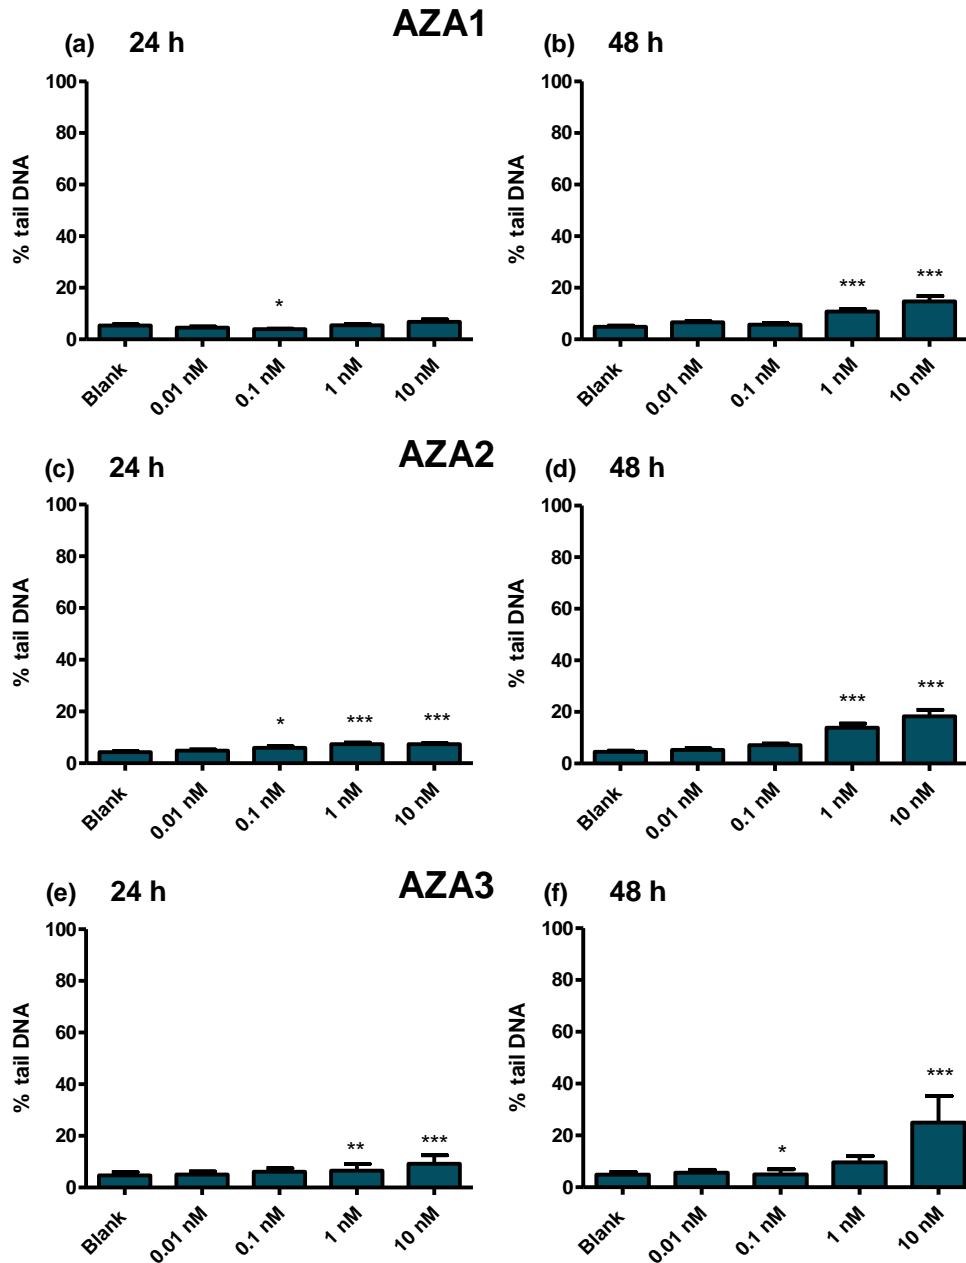 AZA1
(a) 24 h
(b) 48 h
% tail DNA
100
80
60
40
20
0
*
Blank
0.01 nM
0.1 nM
1 nM
10 nM
% tail DNA
100
80
60
40
20
0
***
***
Blank
0.01 nM
0.1 nM
1 nM
10 nM
AZA2
(c) 24 h
(d) 48 h
% tail DNA
100
80
60
40
20
0
*
***
***
Blank
0.01 nM
0.1 nM
1 nM
10 nM
% tail DNA
100
80
60
40
20
0
***
***
Blank
0.01 nM
0.1 nM
1 nM
10 nM
AZA3
(e) 24 h
(f) 48 h
% tail DNA
100
80
60
40
20
0
**
***
Blank
0.01 nM
0.1 nM
1 nM
10 nM
% tail DNA
100
80
60
40
20
0
*
***
Blank
0.01 nM
0.1 nM
1 nM
10 nM